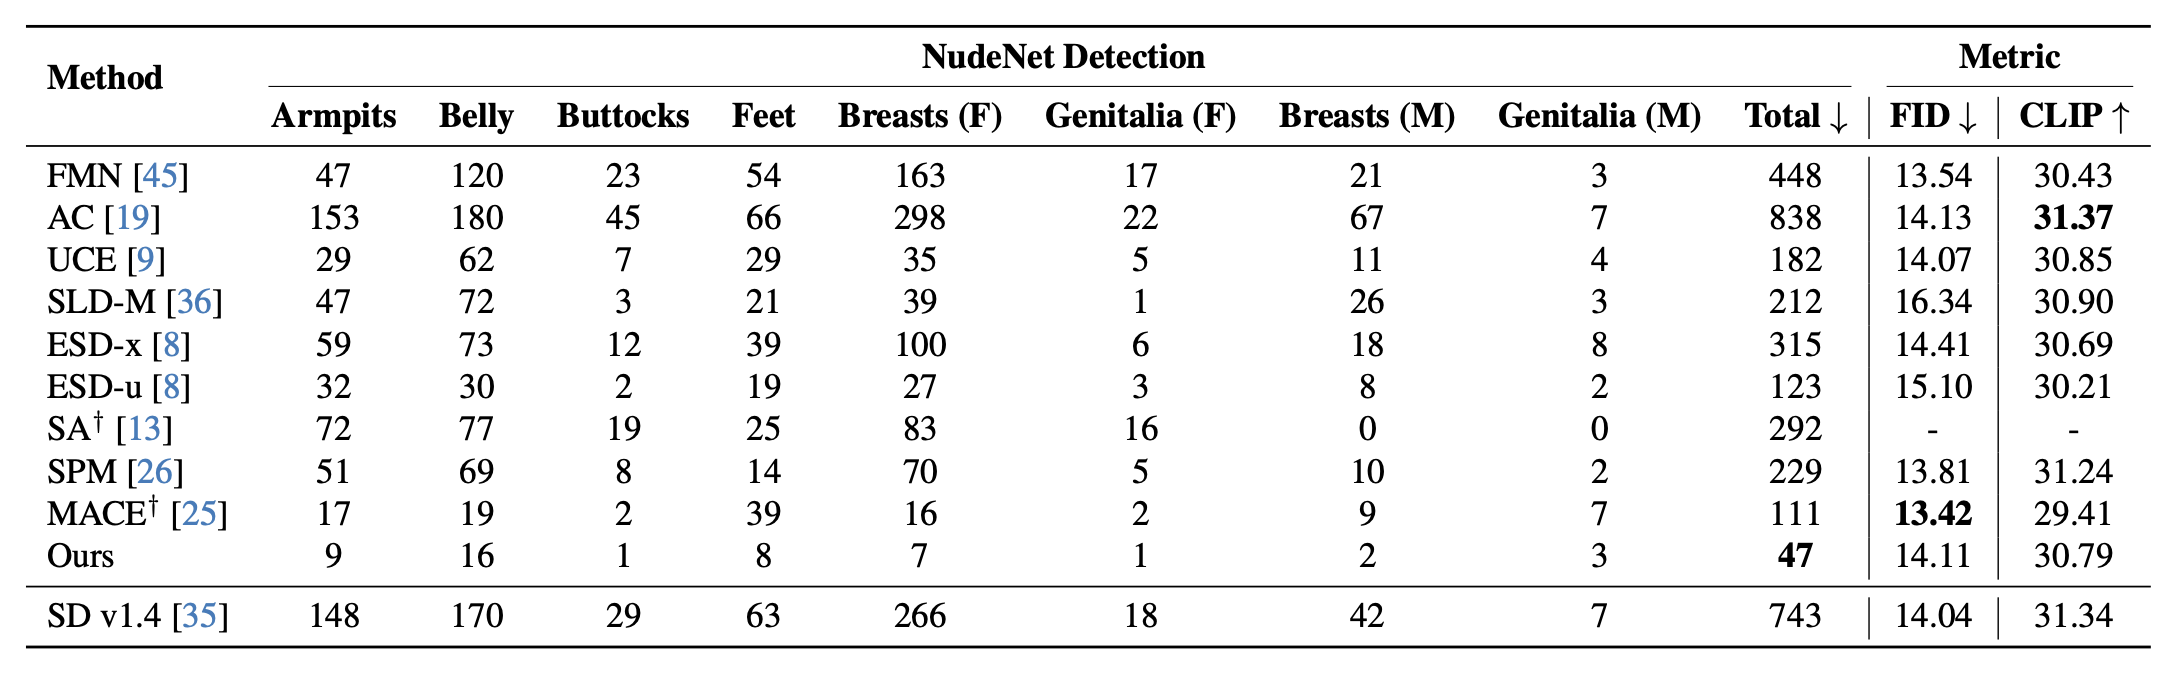 NudeNet Detection Metric
Method
Armpits Belly Buttocks Feet Breasts (F) Genitalia (F) Breasts (M) Genitalia (M) Total ↓ FID ↓ CLIP ↑
FMN [45] 47 120 23 54 163 17 21 3 448 13.54 30.43
AC [19] 153 180 45 66 298 22 67 7 838 14.13 31.37
UCE [9] 29 62 7 29 35 5 11 4 182 14.07 30.85
SLD-M [36] 47 72 3 21 39 1 26 3 212 16.34 30.90
ESD-x [8] 59 73 12 39 100 6 18 8 315 14.41 30.69
ESD-u [8] 32 30 2 19 27 3 8 2 123 15.10 30.21
SA† [13] 72 77 19 25 83 16 0 0 292 - -
SPM [26] 51 69 8 14 70 5 10 2 229 13.81 31.24
MACE† [25] 17 19 2 39 16 2 9 7 111 13.42 29.41
Ours 9 16 1 8 7 1 2 3 47 14.11 30.79
SD v1.4 [35] 148 170 29 63 266 18 42 7 743 14.04 31.34